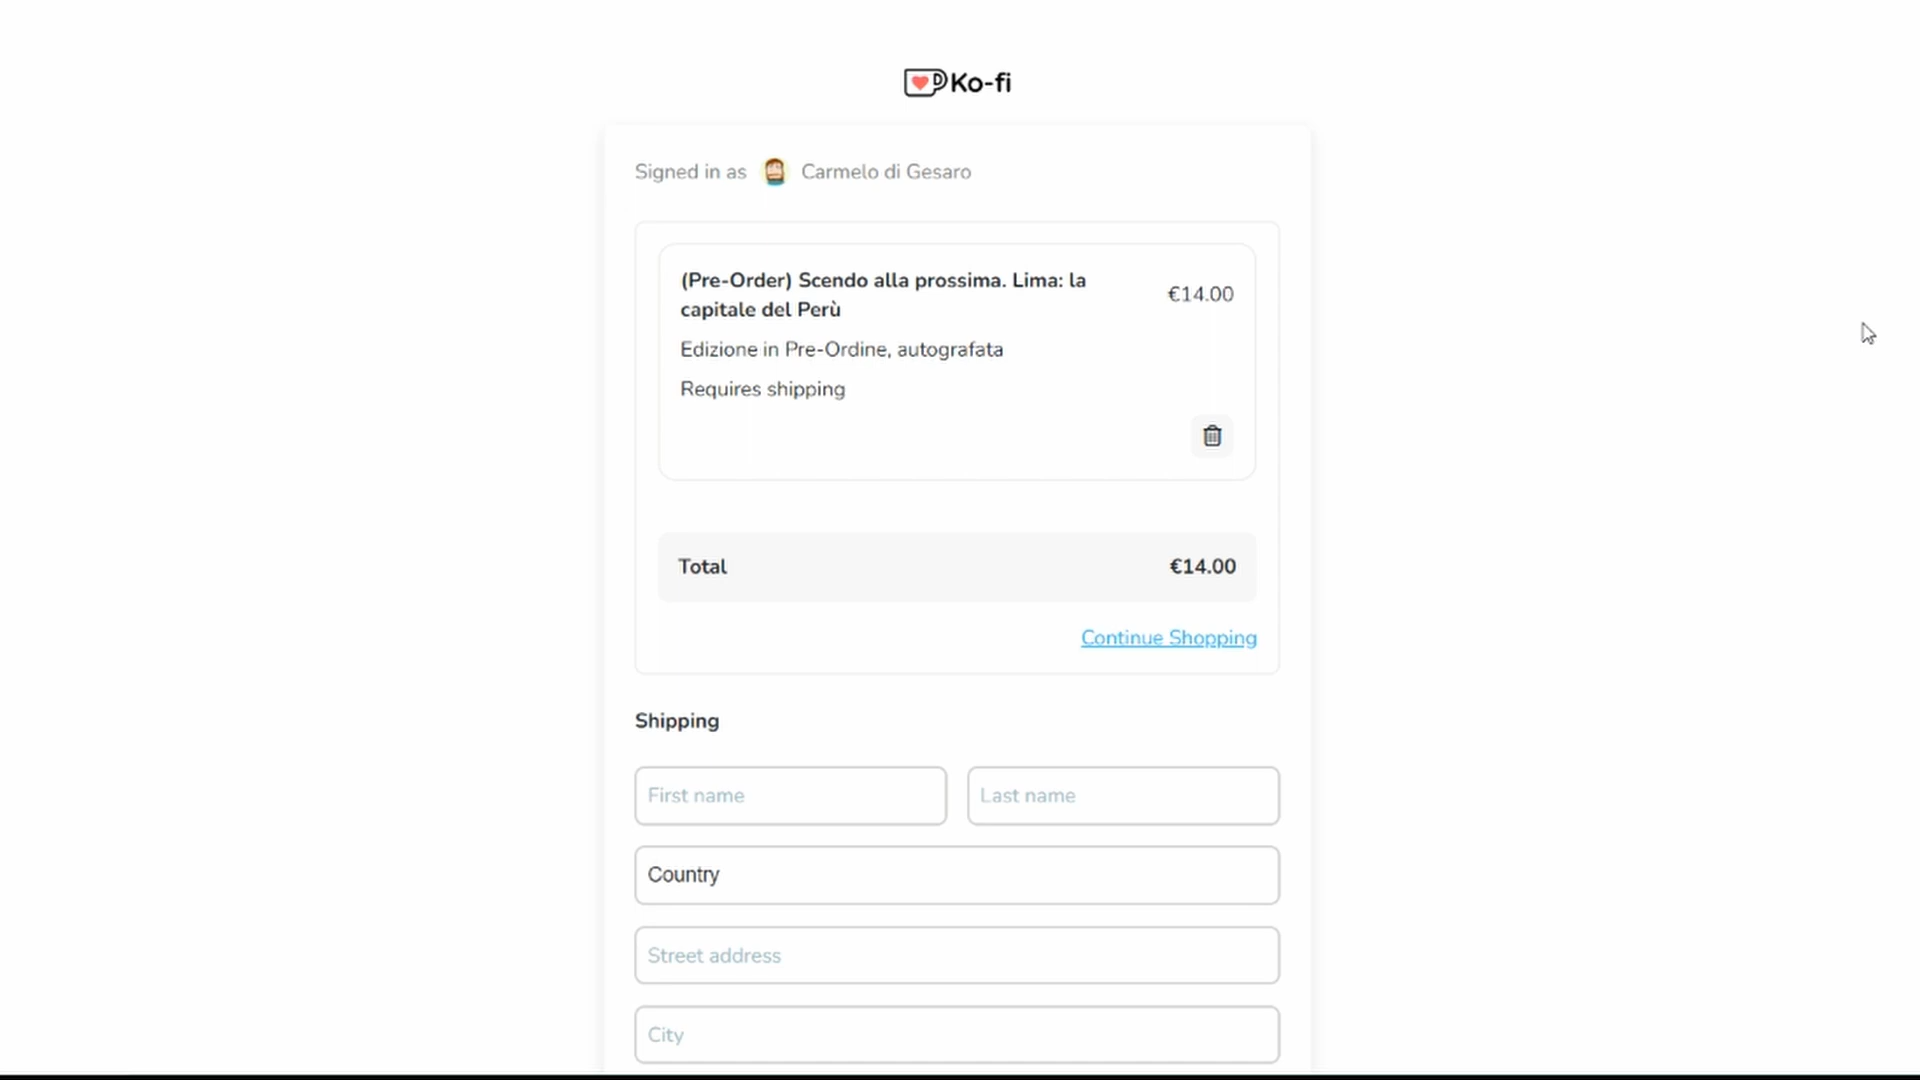 Ko-fi
Signed in as Carmelo di Gesaro
(Pre-Order) Scendo alla prossima. Lima: la
capitale del Perù
€14.00
Edizione in Pre-Ordine, autografata
Requires shipping
Total €14.00
Continue Shopping
Shipping
First name Last name
Country
Street address
City